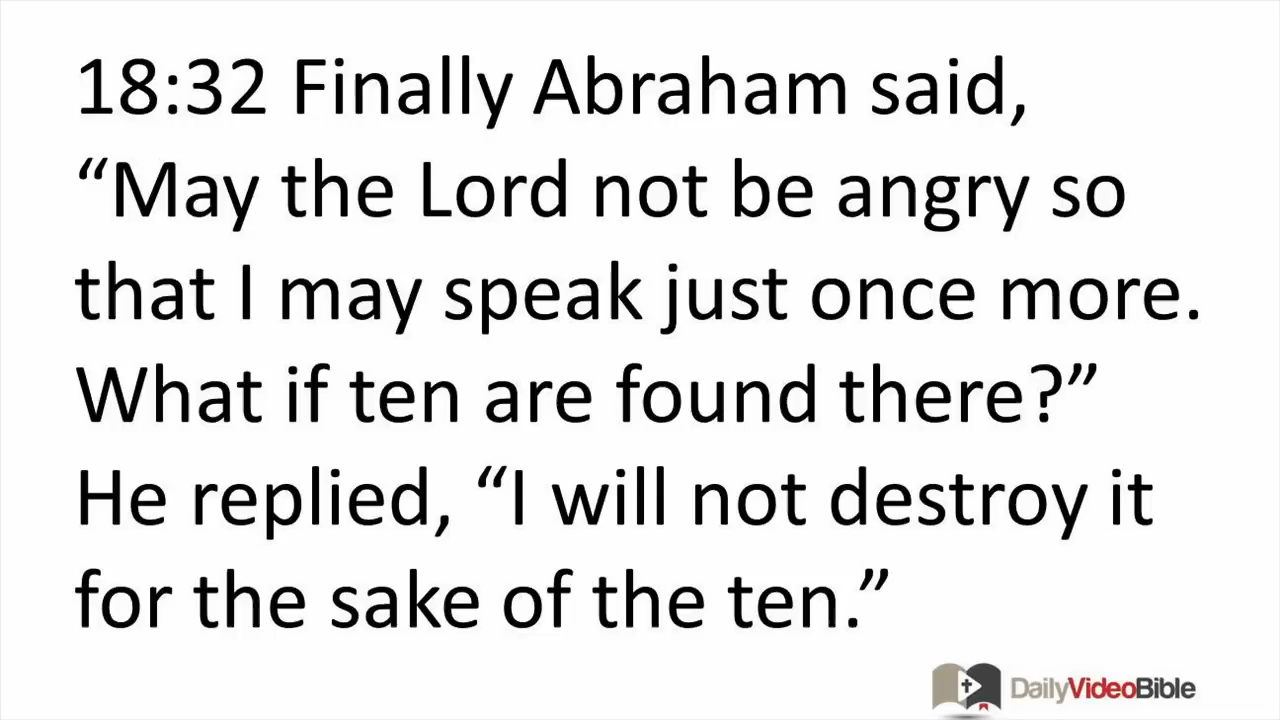 18:32 Finally Abraham said,
“May the Lord not be angry so
that I may speak just once more.
What if ten are found there?”
He replied, “I will not destroy it
for the sake of the ten.”
DailyVideoBible